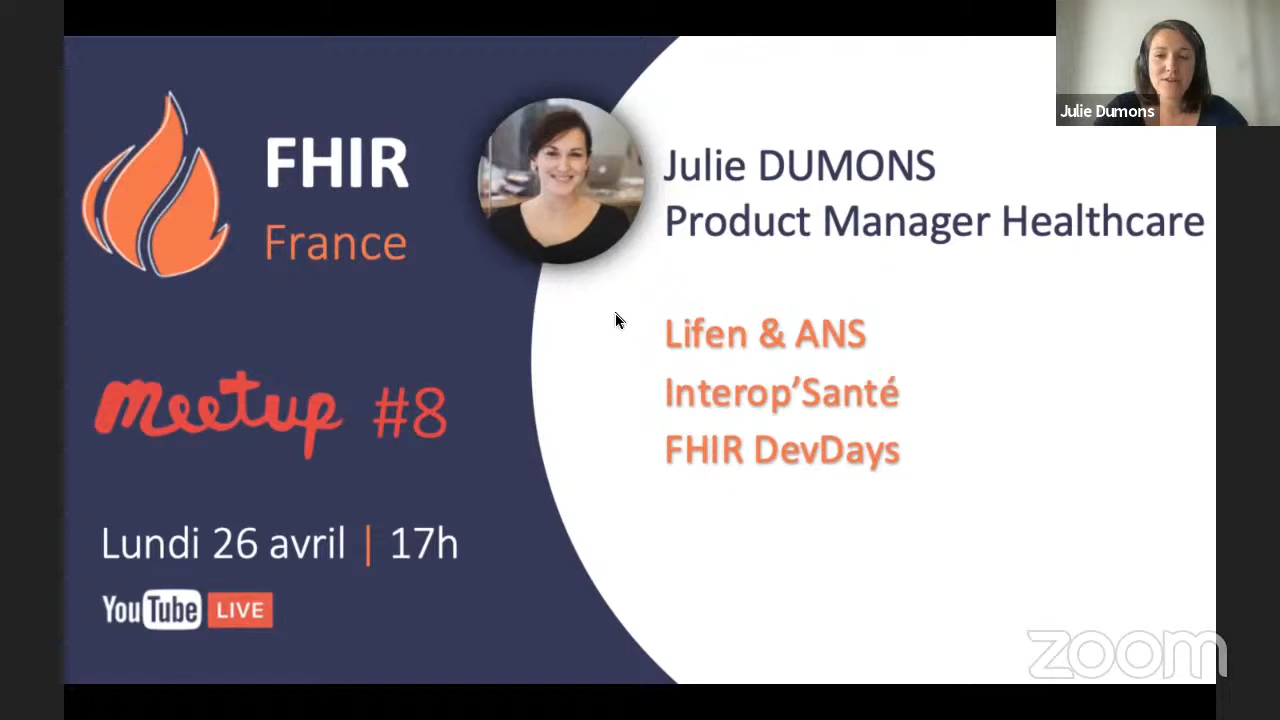 FHIR
France
meetup #8
Lundi 26 avril | 17h
YouTube LIVE
Julie DUMONS
Product Manager Healthcare
Lifen & ANS
Interop’Santé
FHIR DevDays
Julie Dumons
zoom